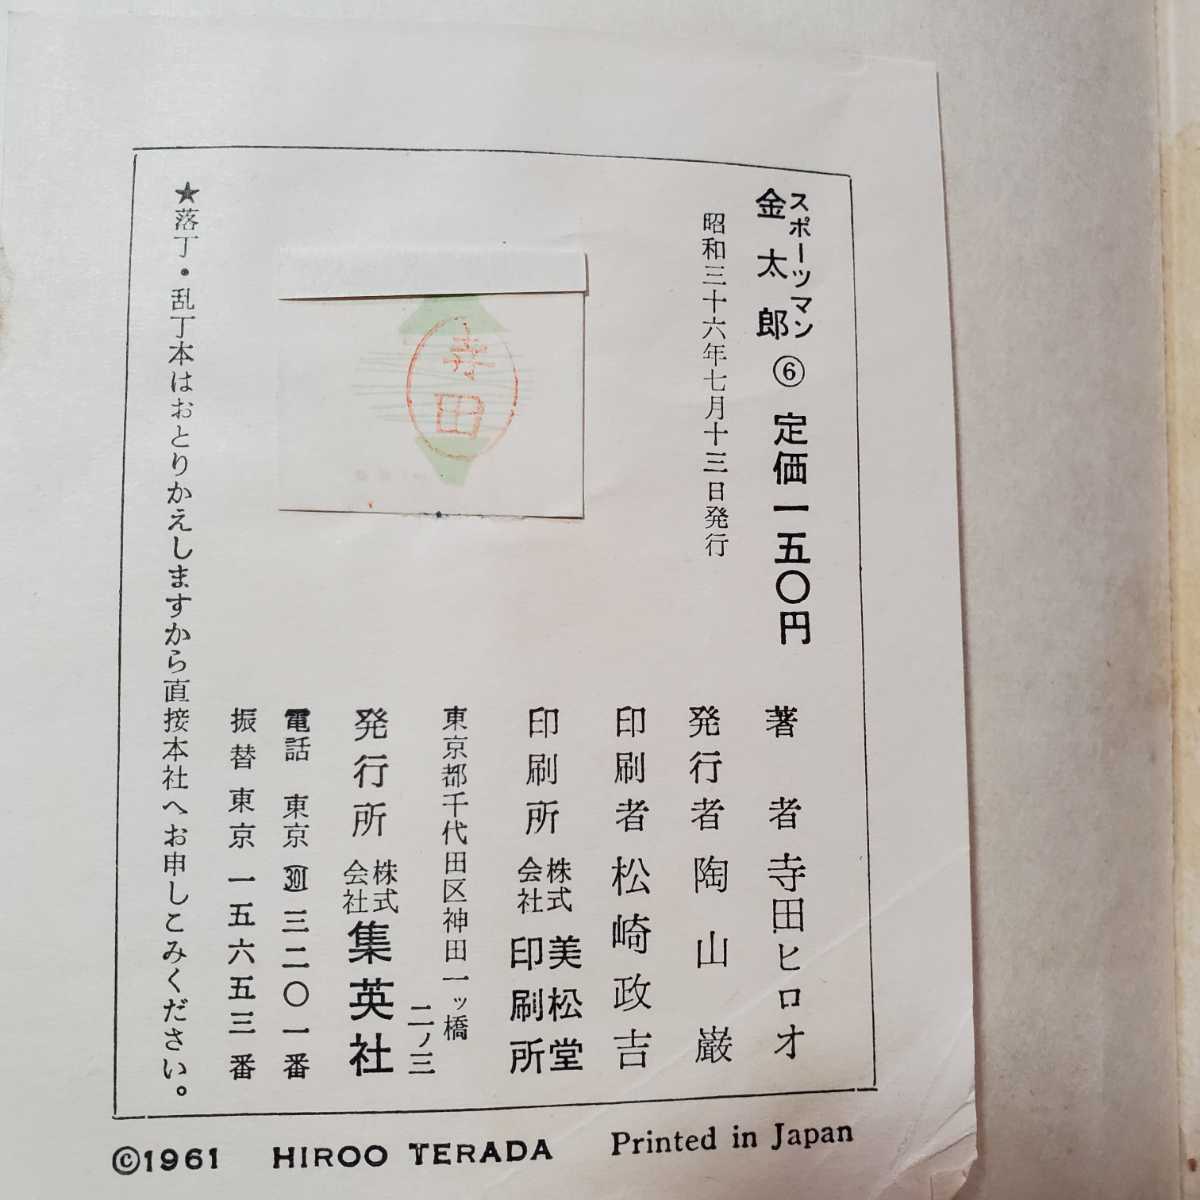 スポーツマン
金太郎⑥ 定価一五〇円
昭和三十六年七月十三日発行
寺田
著者 寺田ヒロオ
発行者 陶山巌
印刷者 松崎政吉
印刷所 株式会社 美松堂印刷所
東京都千代田区神田一ッ橋
二ノ三
発行所 株式会社 集英社
電話 東京(301)三二〇一番
振替 東京 一五六五三番
★落丁・乱丁本はおとりかえしますから直接本社へお申しこみください。
©1961 HIROO TERADA Printed in Japan